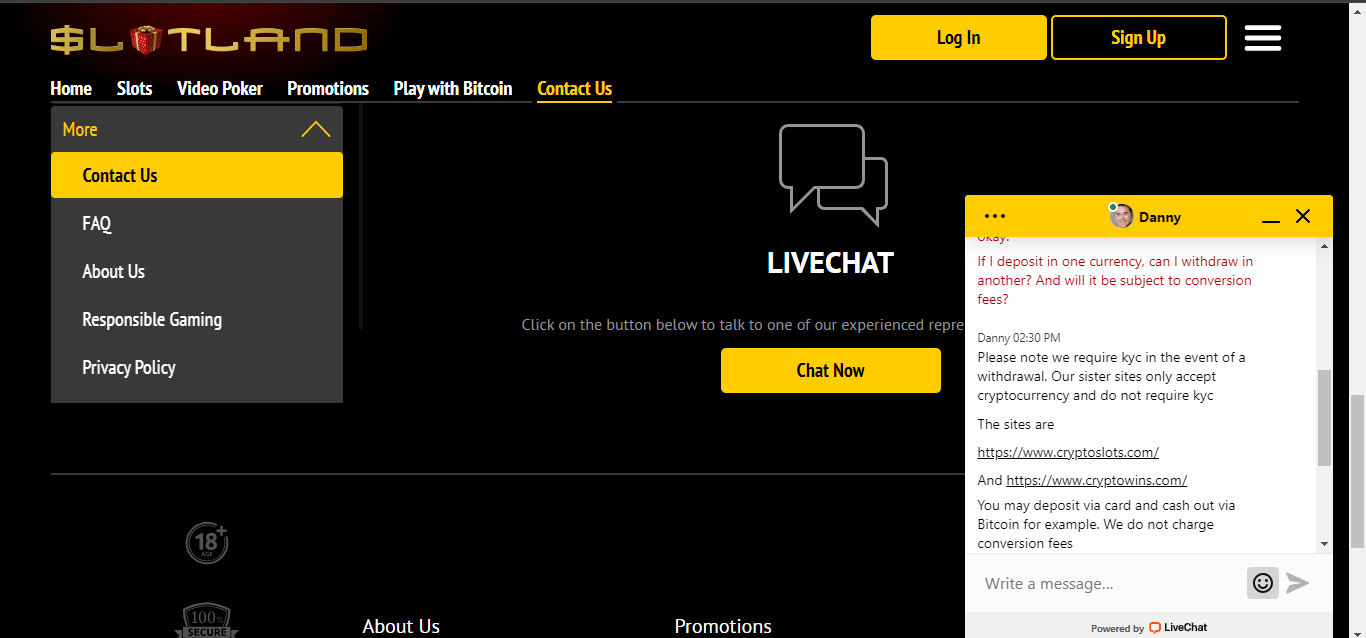 $LOTLAND
Log In
Sign Up
Home
Slots
Video Poker
Promotions
Play with Bitcoin
Contact Us
More
Contact Us
FAQ
About Us
Responsible Gaming
Privacy Policy
LIVECHAT
Click on the button below to talk to one of our experienced repre
Chat Now
18+
AGE
100%
SECURE
About Us
Promotions
Danny
okay.
If I deposit in one currency, can I withdraw in
another? And will it be subject to conversion
fees?
Danny 02:30 PM
Please note we require kyc in the event of a
withdrawal. Our sister sites only accept
cryptocurrency and do not require kyc
The sites are
https://www.cryptoslots.com/
And https://www.cryptowins.com/
You may deposit via card and cash out via
Bitcoin for example. We do not charge
conversion fees
Write a message...
Powered by LiveChat